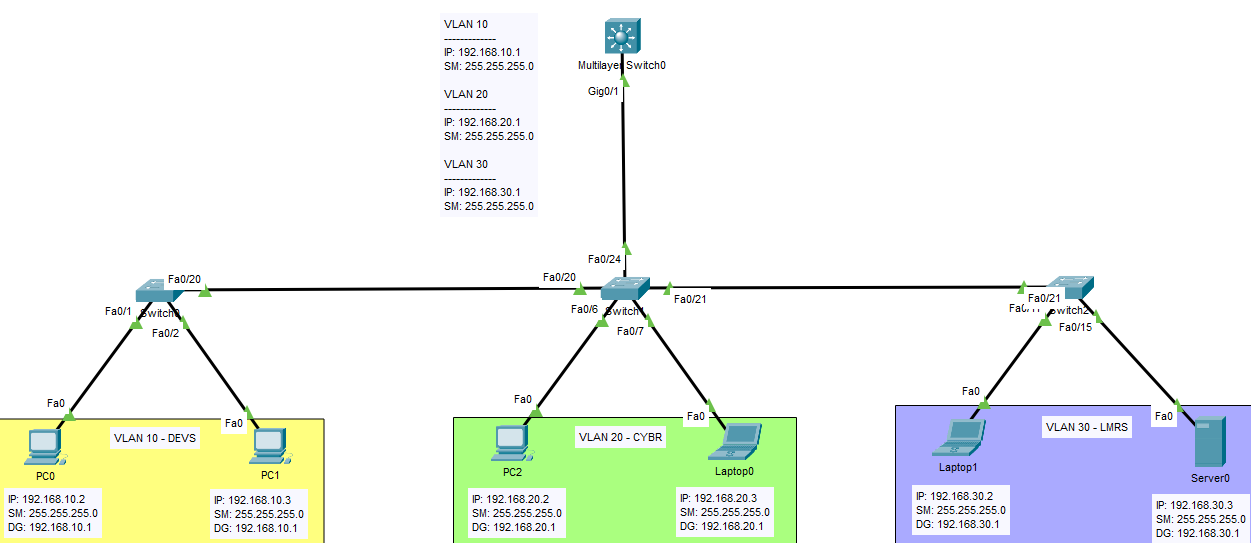 VLAN 10
-------------
IP: 192.168.10.1
SM: 255.255.255.0
VLAN 20
-------------
IP: 192.168.20.1
SM: 255.255.255.0
VLAN 30
-------------
IP: 192.168.30.1
SM: 255.255.255.0
Multilayer Switch0
Gig0/1
Fa0/24
Fa0/20
Fa0/1
Switch0
Fa0/2
Fa0/20
Fa0/21
Fa0/6
Switch1
Fa0/7
Fa0/21
Switch2
Fa0/15
Fa0
Fa0
VLAN 10 - DEVS
PC0
PC1
IP: 192.168.10.2
SM: 255.255.255.0
DG: 192.168.10.1
IP: 192.168.10.3
SM: 255.255.255.0
DG: 192.168.10.1
Fa0
Fa0
VLAN 20 - CYBR
PC2
Laptop0
IP: 192.168.20.2
SM: 255.255.255.0
DG: 192.168.20.1
IP: 192.168.20.3
SM: 255.255.255.0
DG: 192.168.20.1
Fa0
Fa0
VLAN 30 - LMRS
Laptop1
Server0
IP: 192.168.30.2
SM: 255.255.255.0
DG: 192.168.30.1
IP: 192.168.30.3
SM: 255.255.255.0
DG: 192.168.30.1